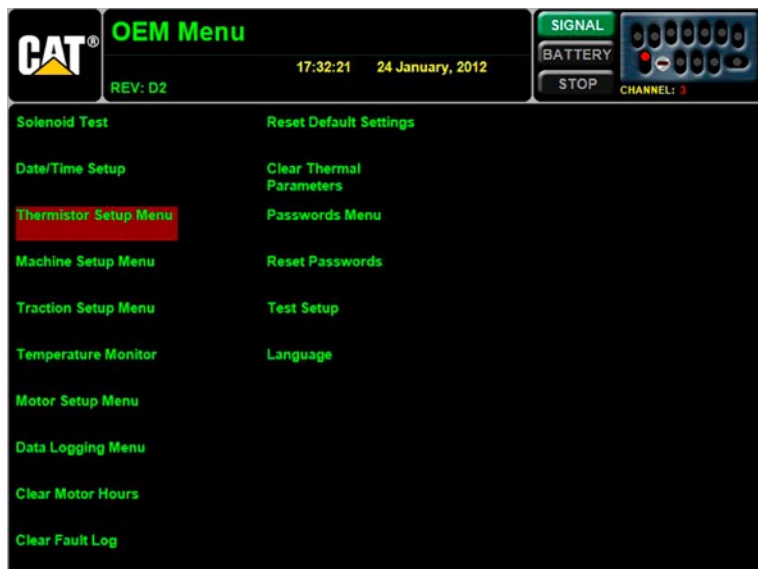 CAT®
OEM Menu
17:32:21 24 January, 2012
REV: D2
SIGNAL
BATTERY
STOP
CHANNEL: 3
Solenoid Test
Date/Time Setup
Thermistor Setup Menu
Machine Setup Menu
Traction Setup Menu
Temperature Monitor
Motor Setup Menu
Data Logging Menu
Clear Motor Hours
Clear Fault Log
Reset Default Settings
Clear Thermal
Parameters
Passwords Menu
Reset Passwords
Test Setup
Language